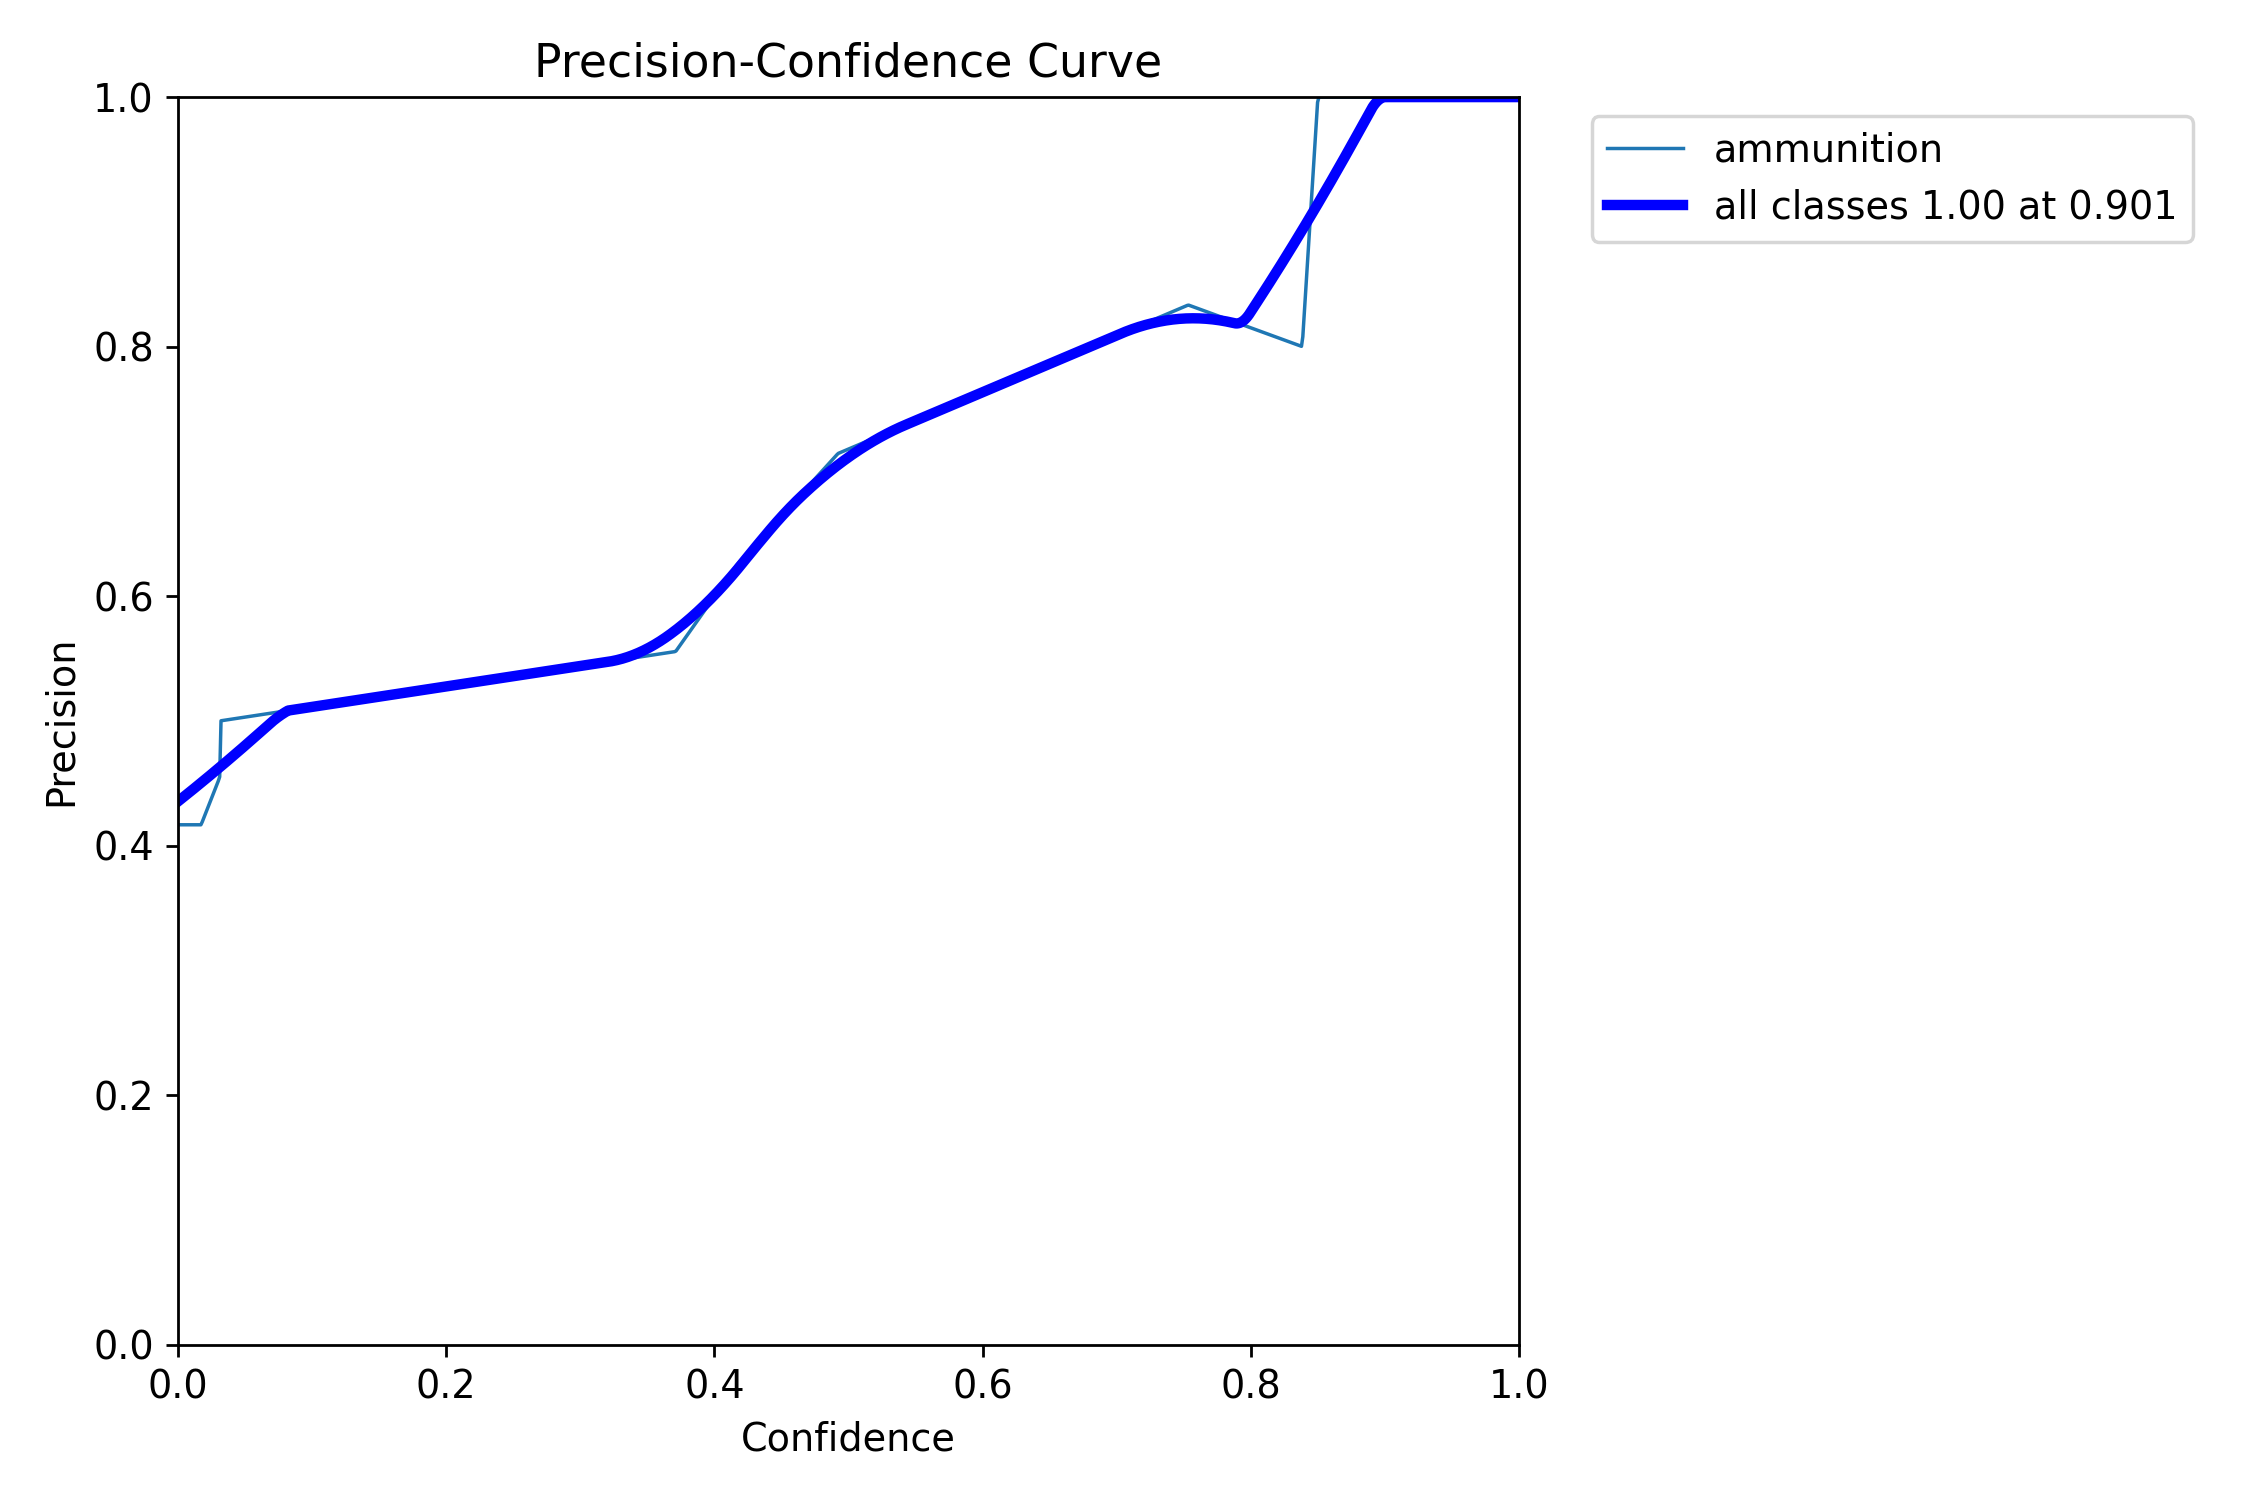 Precision-Confidence Curve
ammunition
all classes 1.00 at 0.901
Precision
1.0
0.8
0.6
0.4
0.2
0.0
0.0 0.2 0.4 0.6 0.8 1.0
Confidence